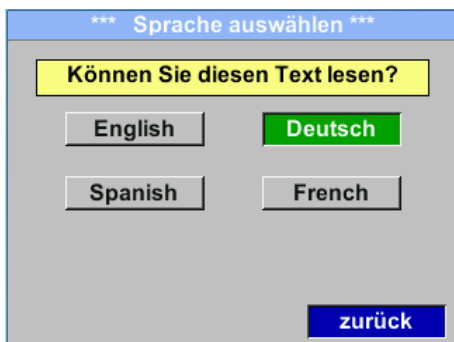 *** Sprache auswählen ***
Können Sie diesen Text lesen?
English Deutsch
Spanish French
zurück